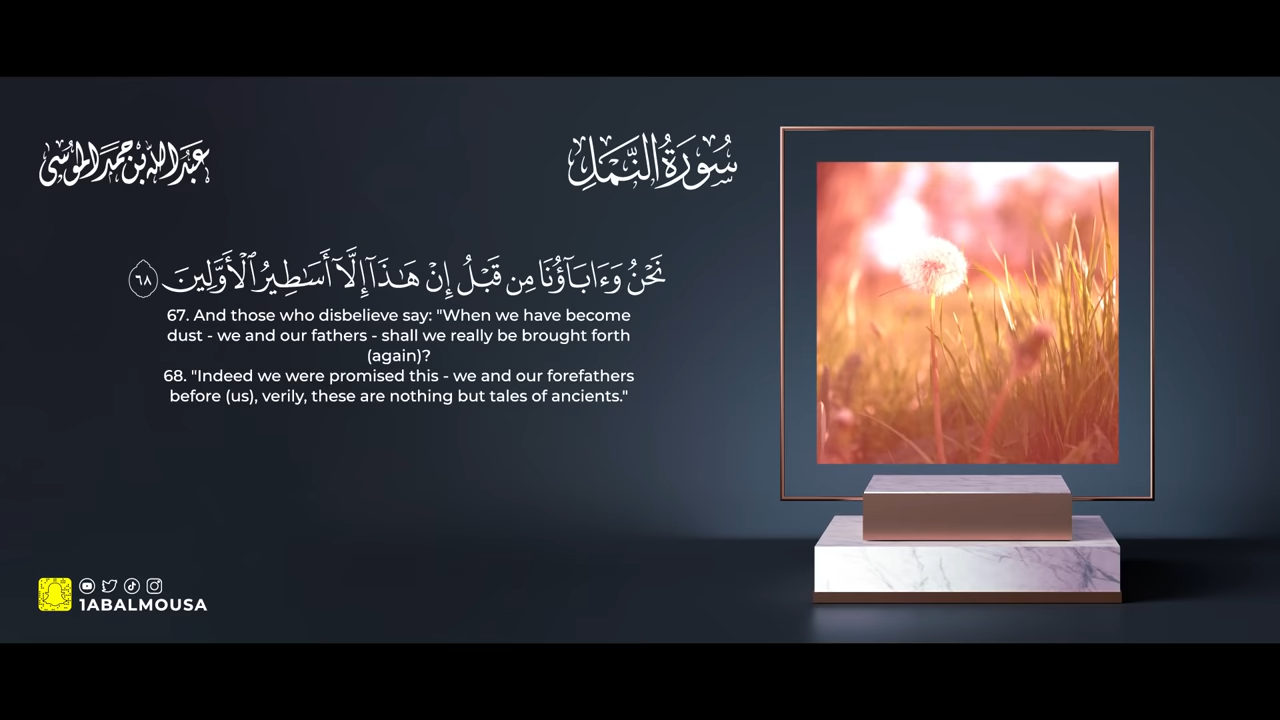 عبدالله بن حمد الموسى
سُورَةُ النَّمْلِ
نَحْنُ وَءَابَآؤُنَا مِن قَبْلُ إِنْ هَـٰذَآ إِلَّآ أَسَـٰطِيرُ ٱلْأَوَّلِينَ ٦٨
67. And those who disbelieve say: "When we have become
dust - we and our fathers - shall we really be brought forth
(again)?
68. "Indeed we were promised this - we and our forefathers
before (us), verily, these are nothing but tales of ancients."
1ABALMOUSA